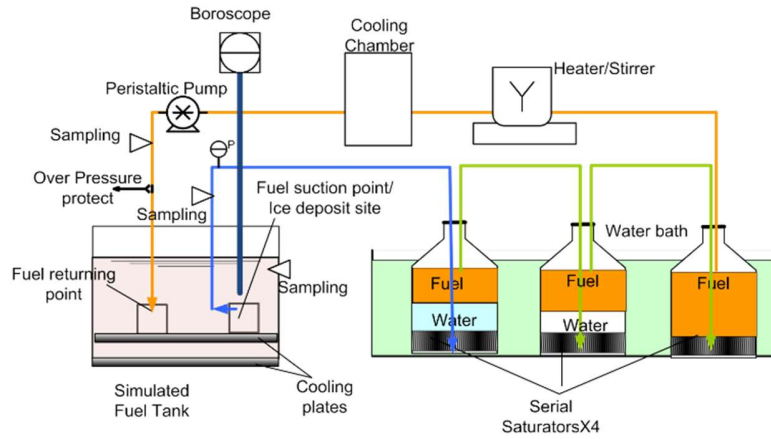 Boroscope
Cooling
Chamber
Heater/Stirrer
Peristaltic Pump
Sampling
P
Over Pressure
protect
Sampling
Fuel suction point/
Ice deposit site
Water bath
Fuel returning
point
Sampling
Fuel
Fuel
Fuel
Water
Water
Simulated
Fuel Tank
Cooling
plates
Serial
SaturatorsX4